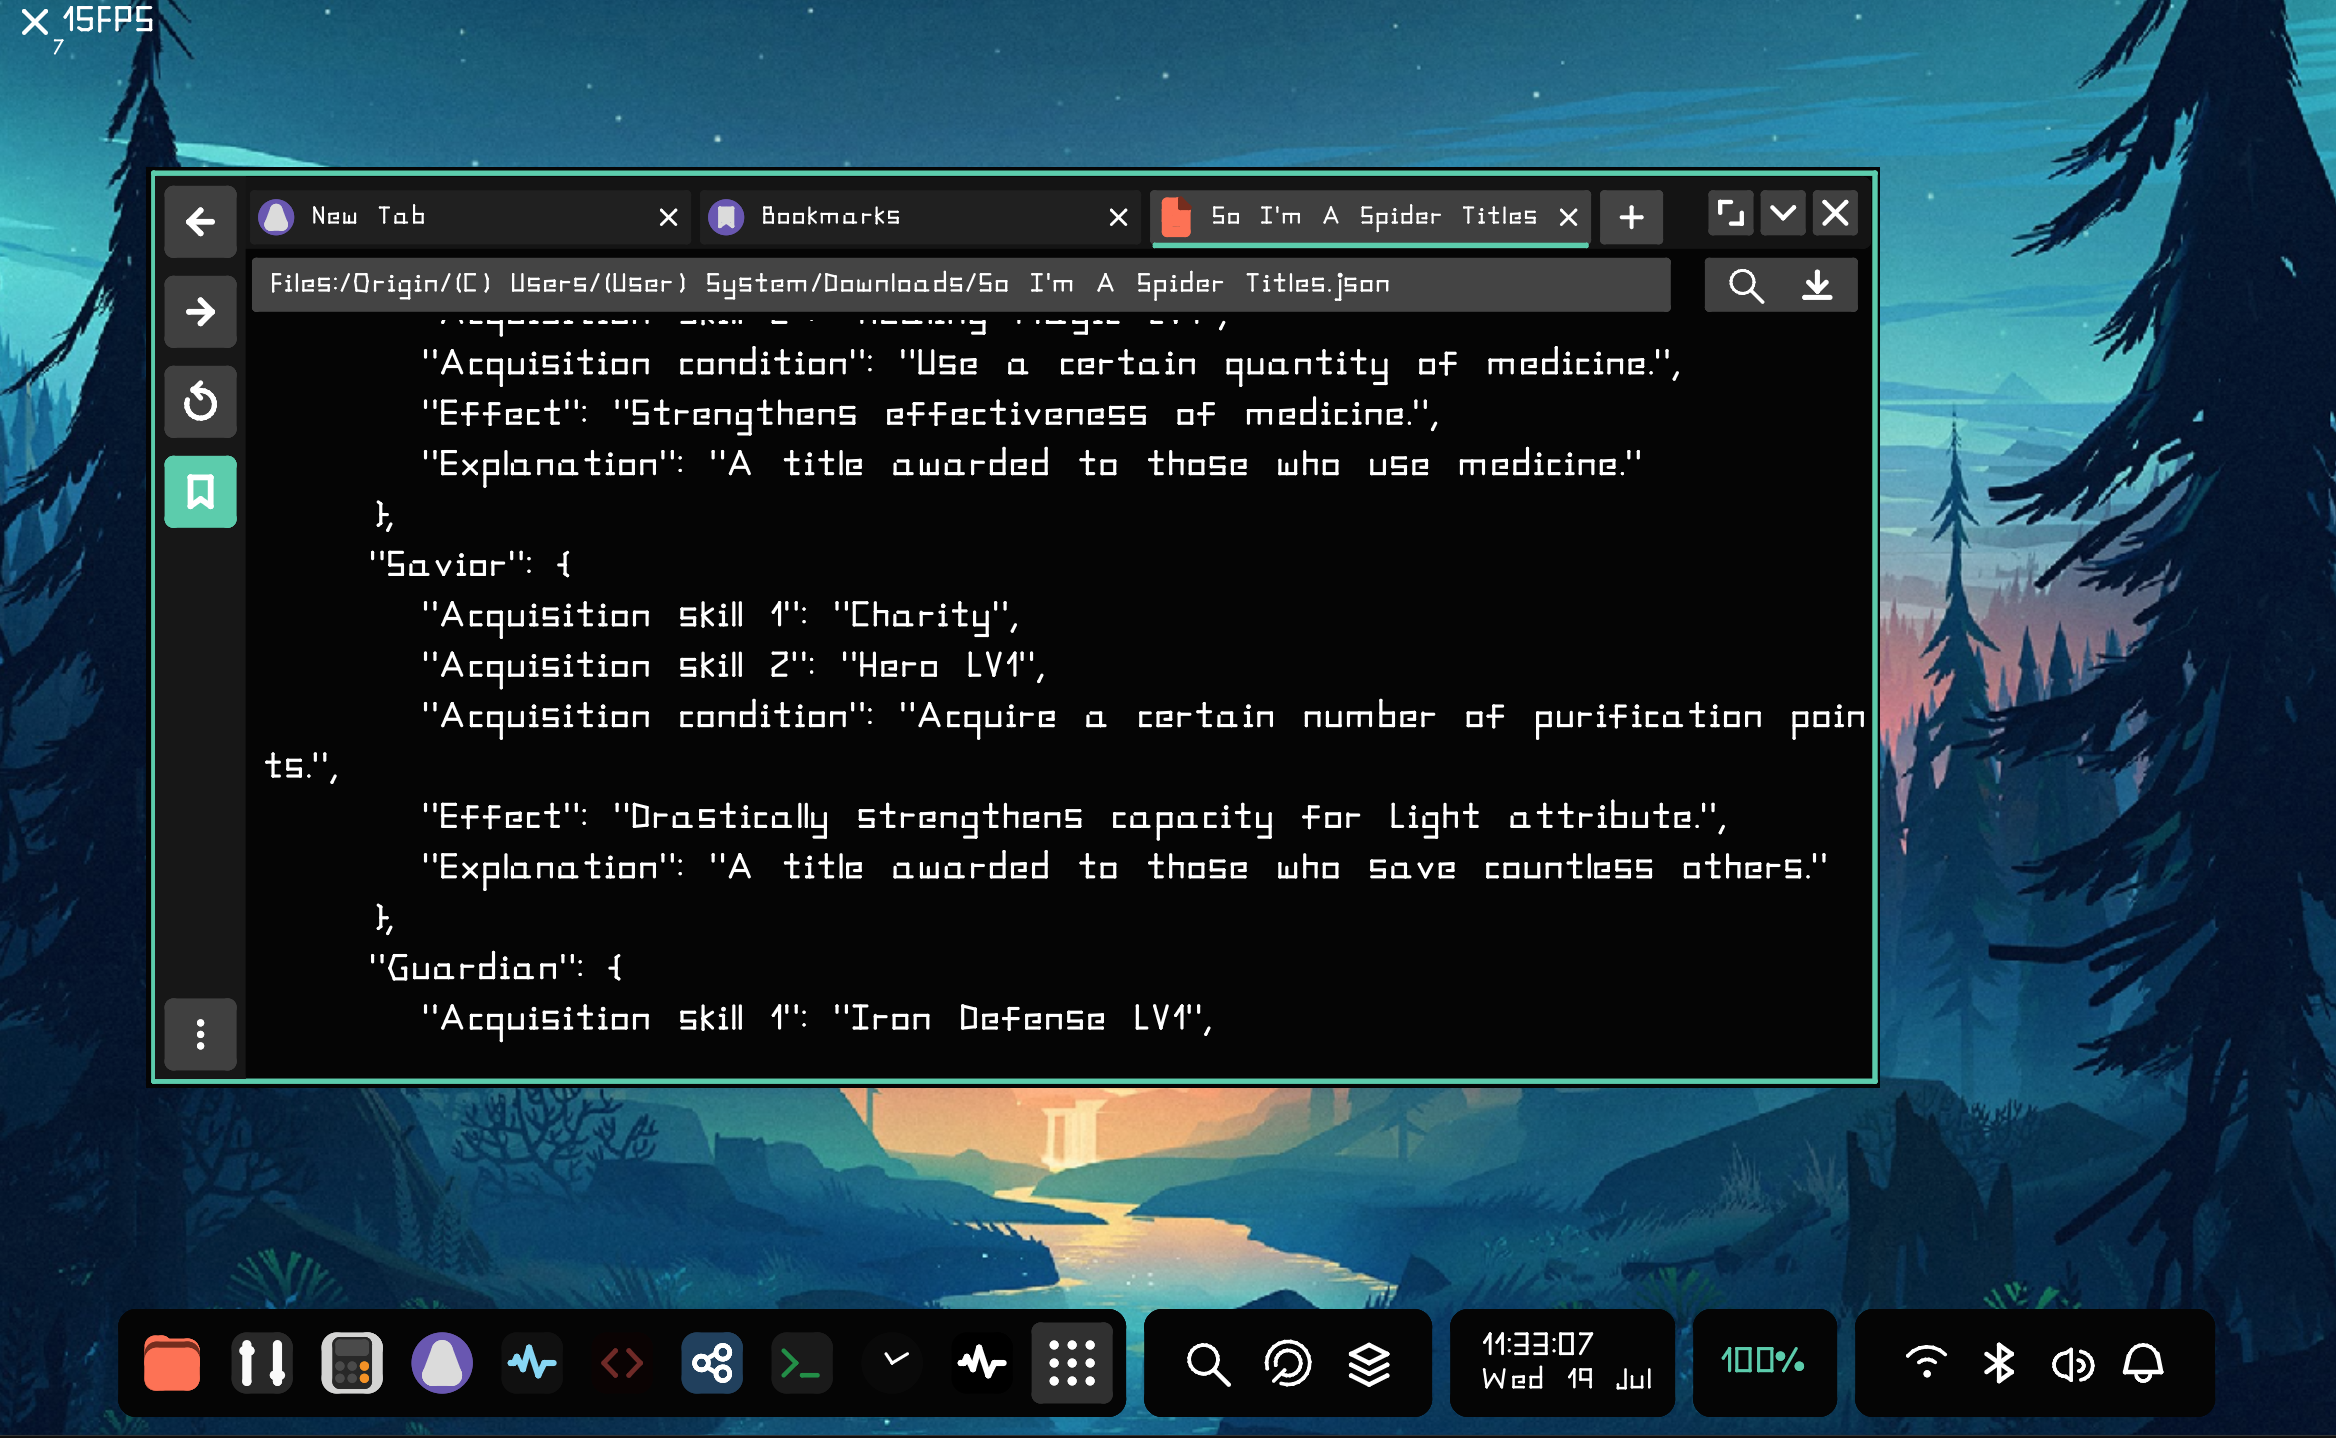 15FPS
7
New Tab
Bookmarks
So I'm A Spider Titles
Files:/Origin/(C) Users/(User) System/Downloads/So I'm A Spider Titles.json
"Acquisition condition": "Use a certain quantity of medicine.",
"Effect": "Strengthens effectiveness of medicine.",
"Explanation": "A title awarded to those who use medicine."
},
"Savior": {
"Acquisition skill 1": "Charity",
"Acquisition skill 2": "Hero LV1",
"Acquisition condition": "Acquire a certain number of purification poin
ts.",
"Effect": "Drastically strengthens capacity for Light attribute.",
"Explanation": "A title awarded to those who save countless others."
},
"Guardian": {
"Acquisition skill 1": "Iron Defense LV1",
11:33:07
Wed 19 Jul
100%